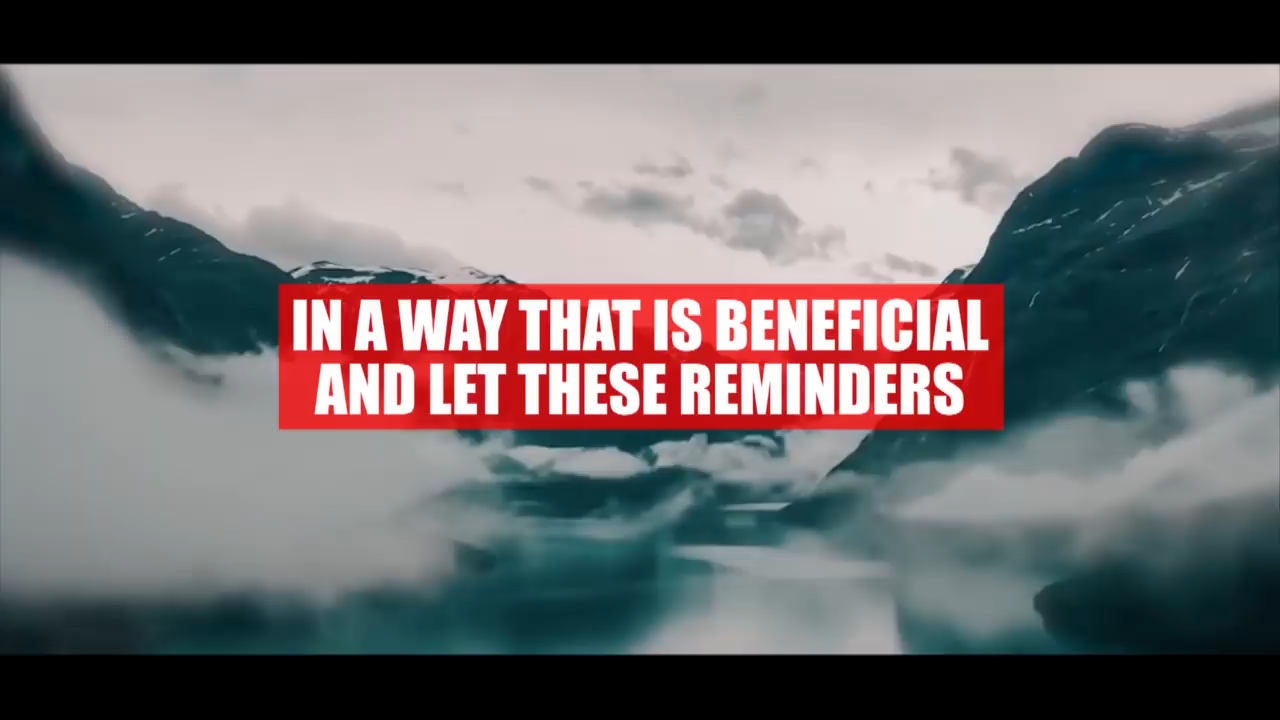 IN A WAY THAT IS BENEFICIAL
AND LET THESE REMINDERS